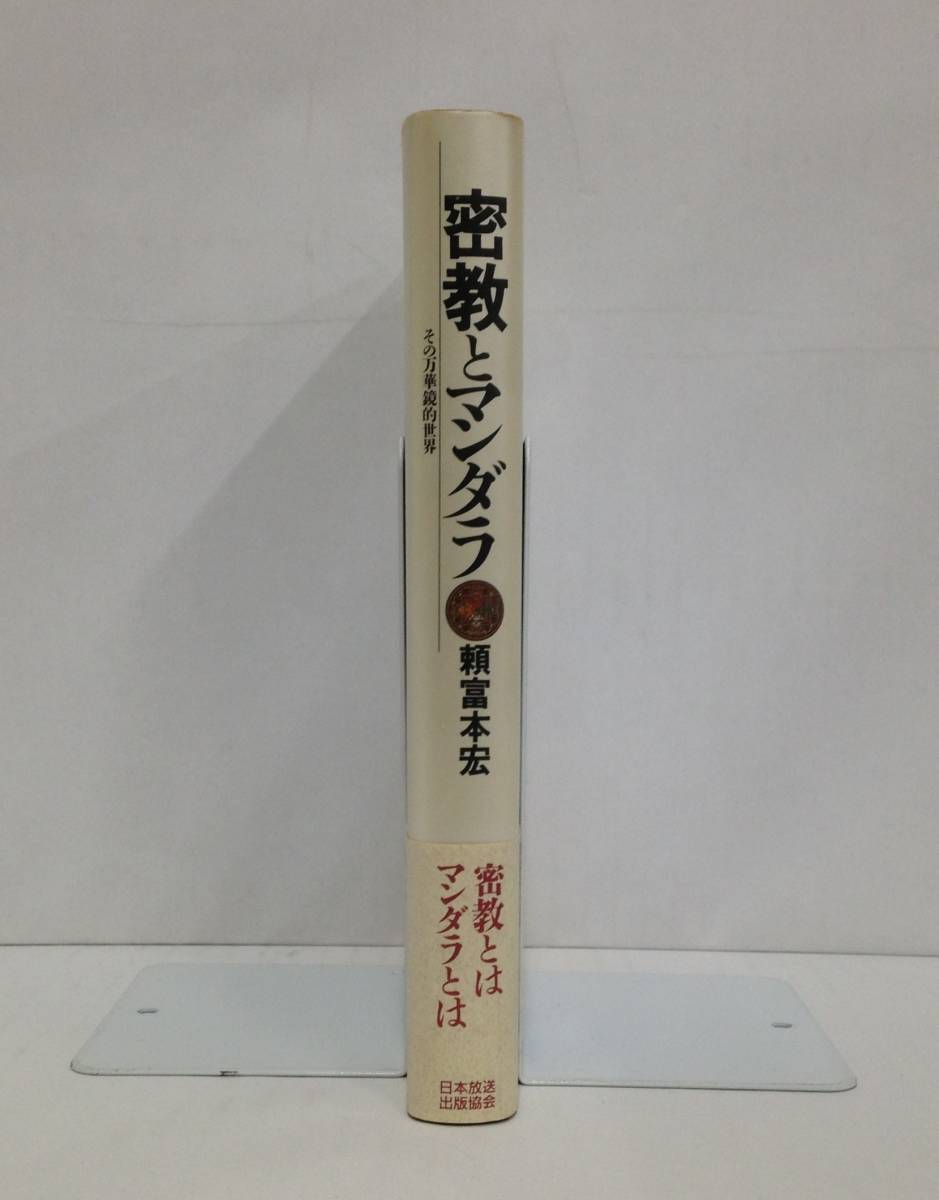 密教とマンダラ
その万華鏡的世界
頼富本宏
密教とは
マンダラとは
日本放送
出版協会